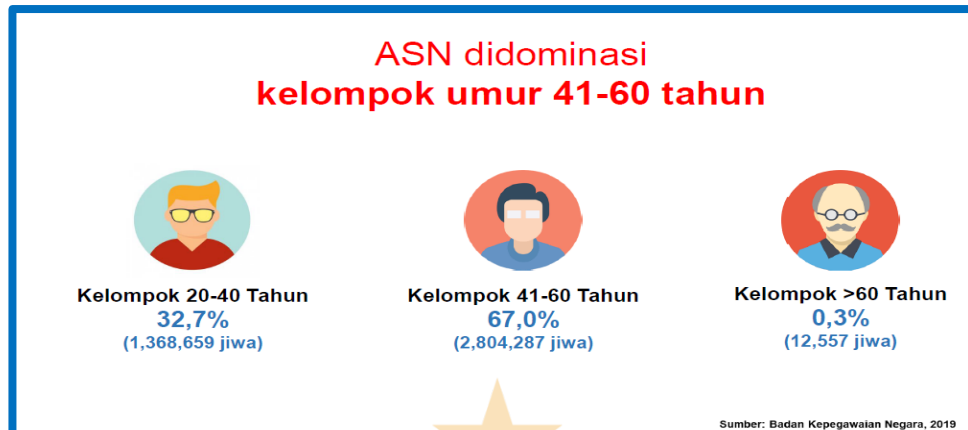 ASN didominasi
kelompok umur 41-60 tahun
Kelompok 20-40 Tahun
32,7%
(1,368,659 jiwa)
Kelompok 41-60 Tahun
67,0%
(2,804,287 jiwa)
Kelompok >60 Tahun
0,3%
(12,557 jiwa)
Sumber: Badan Kepegawaian Negara, 2019